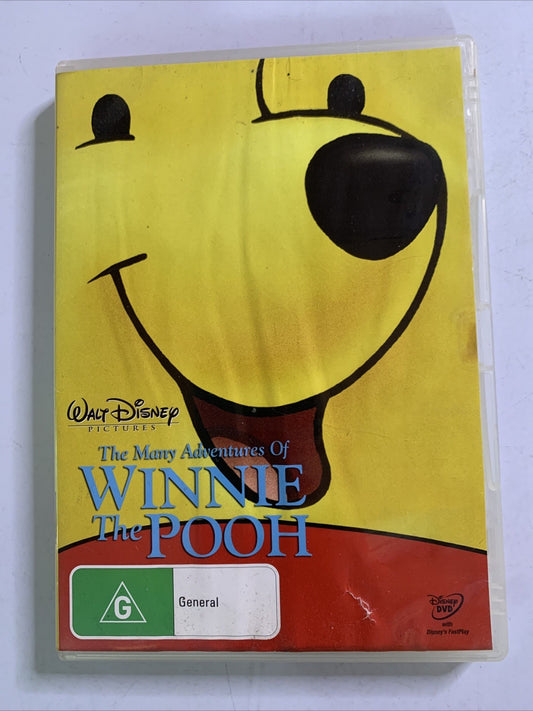 WALT DISNEY
PICTURES
The Many Adventures Of
WINNIE
The POOH
G
General
DISNEY
DVD
with
Disney's FastPlay